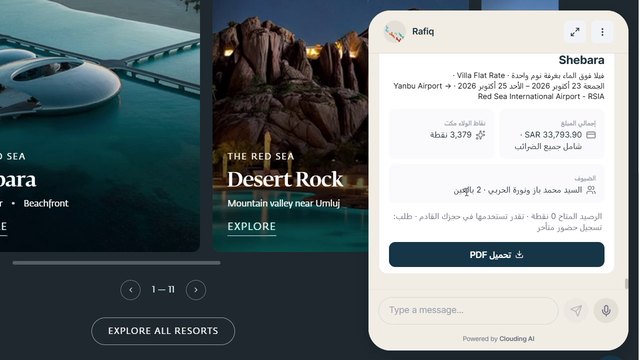 SEA
bara
Beachfront
THE RED SEA
Desert Rock
Mountain valley near Umluj
EXPLORE
1 — 11
EXPLORE ALL RESORTS
Rafiq
Shebara
فيلا فوق الماء بغرفة نوم واحدة · Villa Flat Rate ·
الجمعة 23 أكتوبر 2026 – الأحد 25 أكتوبر 2026 · Yanbu Airport →
Red Sea International Airport - RSIA
إجمالي المبلغ
SAR 33,793.90 ·
شامل جميع الضرائب
نقاط الولاء
3,379 نقطة
الضيوف
السيد محمد باز ونورة الحربي · 2 بالغين
الرصيد المتاح 0 نقطة · تقدر تستخدمها في حجزك القادم · طلب:
تسجيل حضور متأخر
تحميل PDF
Type a message...
Powered by Clouding AI